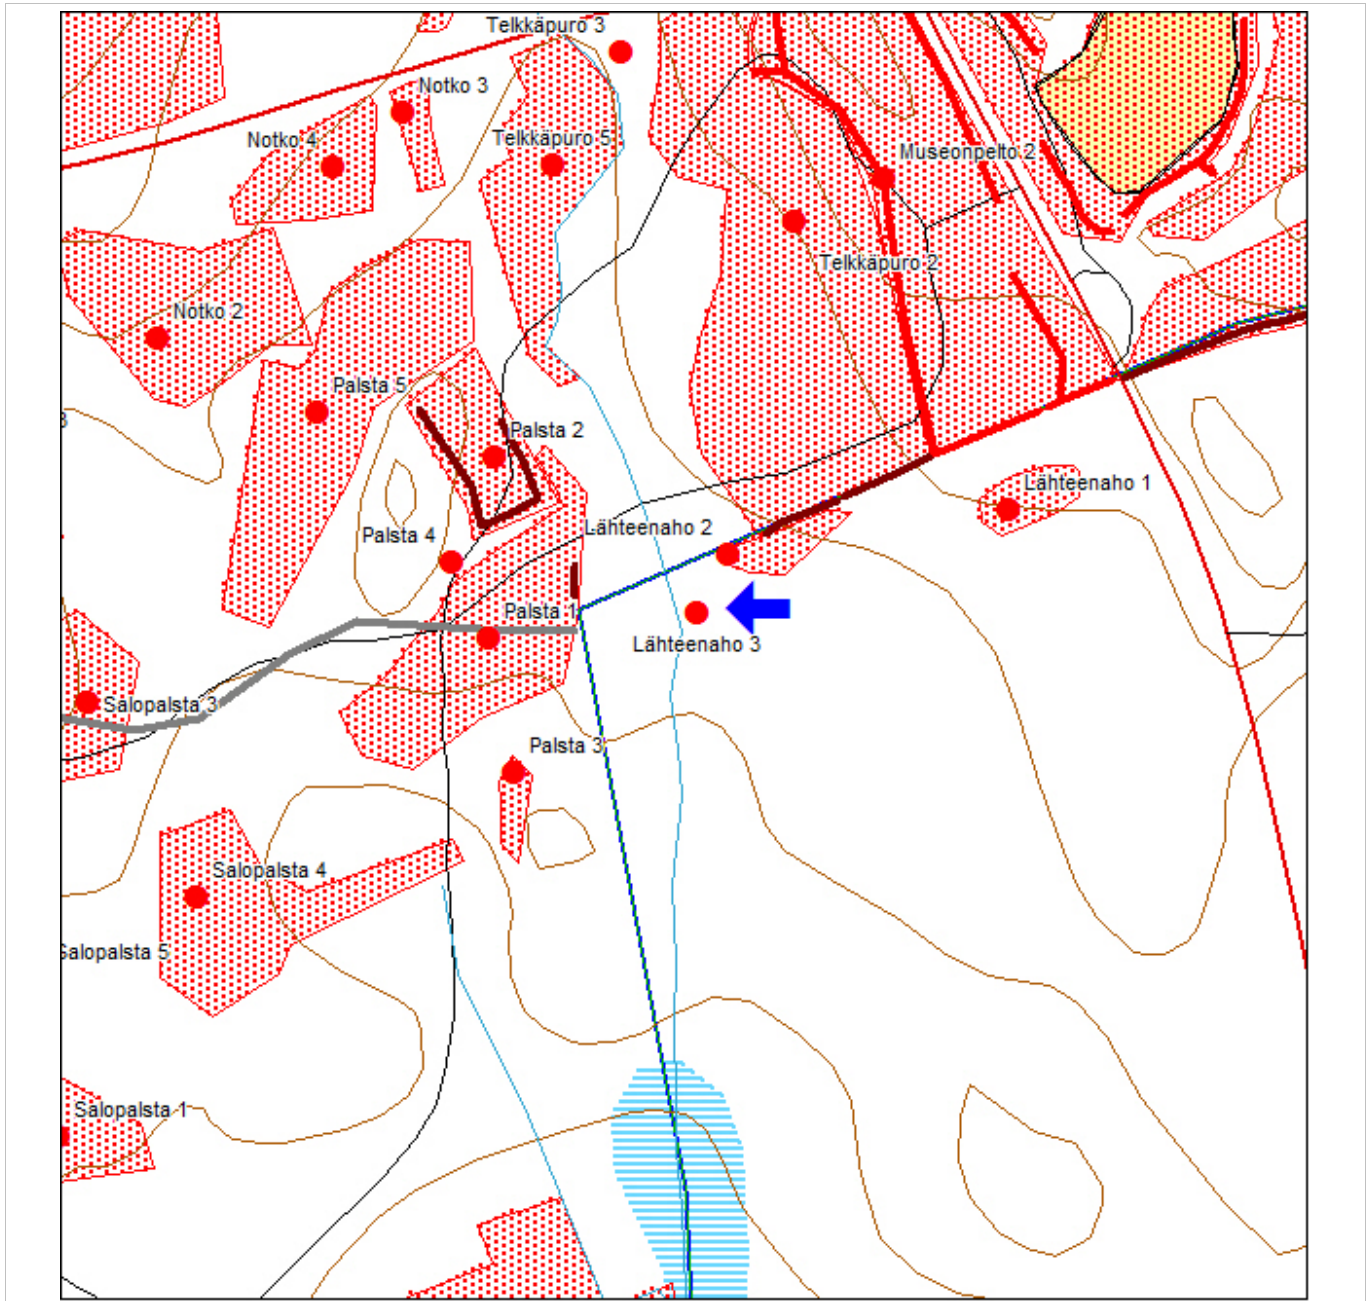 Telkkäpuro 3
Notko 3
Notko 4
Telkkäpuro 5
Museonpelto 2
Telkkäpuro 2
Notko 2
Palsta 5
Palsta 2
Lähteenaho 1
Lähteenaho 2
Palsta 4
Palsta 1
Lähteenaho 3
Salopalsta 3
Palsta 3
Salopalsta 4
Salopalsta 5
Salopalsta 1